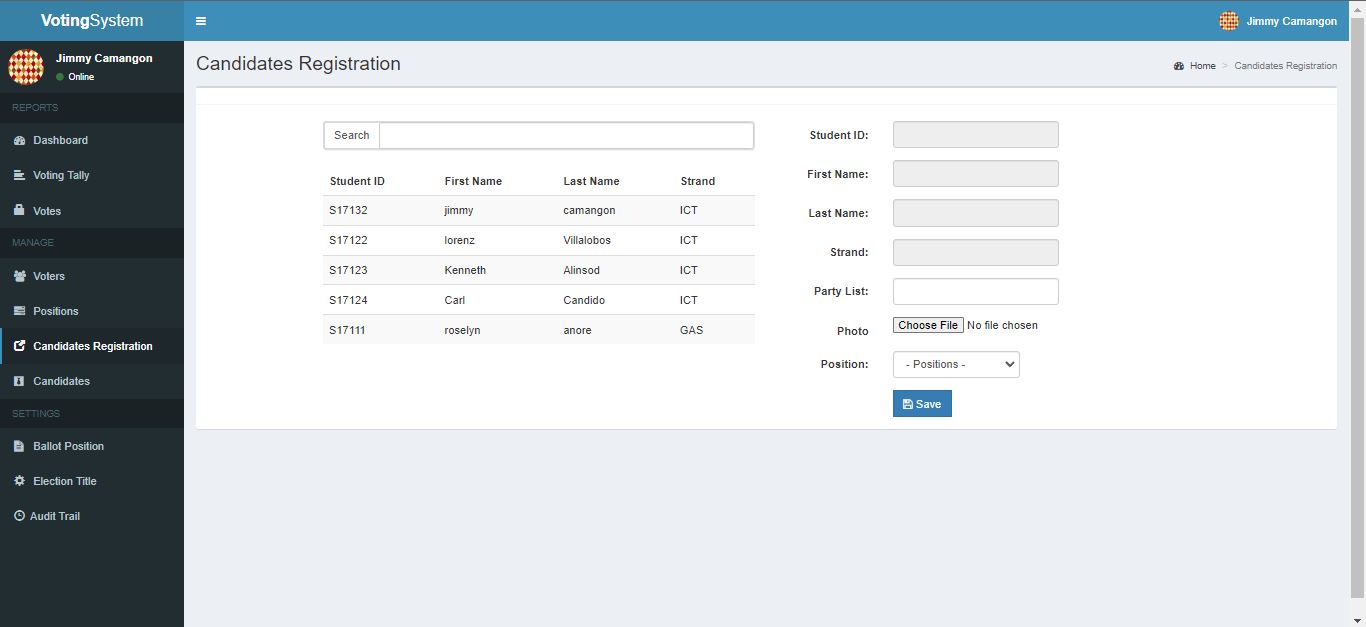 VotingSystem
Jimmy Camangon
Jimmy Camangon
Online
REPORTS
Dashboard
Voting Tally
Votes
MANAGE
Voters
Positions
Candidates Registration
Candidates
SETTINGS
Ballot Position
Election Title
Audit Trail
Candidates Registration
Home > Candidates Registration
Search
Student ID First Name Last Name Strand
S17132 jimmy camangon ICT
S17122 lorenz Villalobos ICT
S17123 Kenneth Alinsod ICT
S17124 Carl Candido ICT
S17111 roselyn anore GAS
Student ID:
First Name:
Last Name:
Strand:
Party List:
Photo Choose File No file chosen
Position: - Positions -
Save